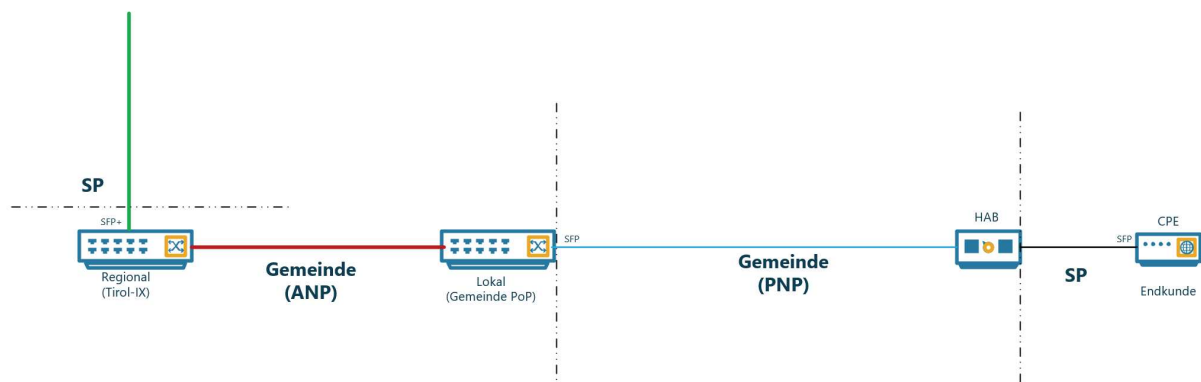 SP
SFP+
Regional
(Tirol-IX)
Gemeinde
(ANP)
Lokal
(Gemeinde PoP)
SFP
Gemeinde
(PNP)
HAB
SP
SFP
CPE
Endkunde